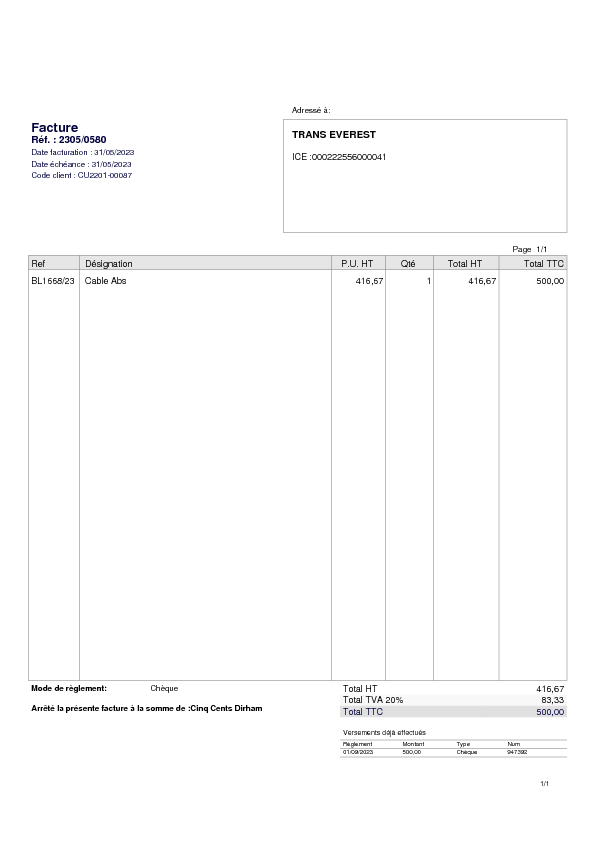 Adressé à:
Facture
Réf. : 2305/0580
Date facturation : 31/05/2023
Date échéance : 31/05/2023
Code client : CU2201-00087
TRANS EVEREST
ICE :000222556000041
Page 1/1
Ref Désignation P.U. HT Qté Total HT Total TTC
BL1668/23 Cable Abs 416,67 1 416,67 500,00
Mode de règlement: Chèque
Arrêté la présente facture à la somme de :Cinq Cents Dirham
Total HT 416,67
Total TVA 20% 83,33
Total TTC 500,00
Versements déjà effectués
Règlement Montant Type Num
01/09/2023 500,00 Chèque 947392
1/1